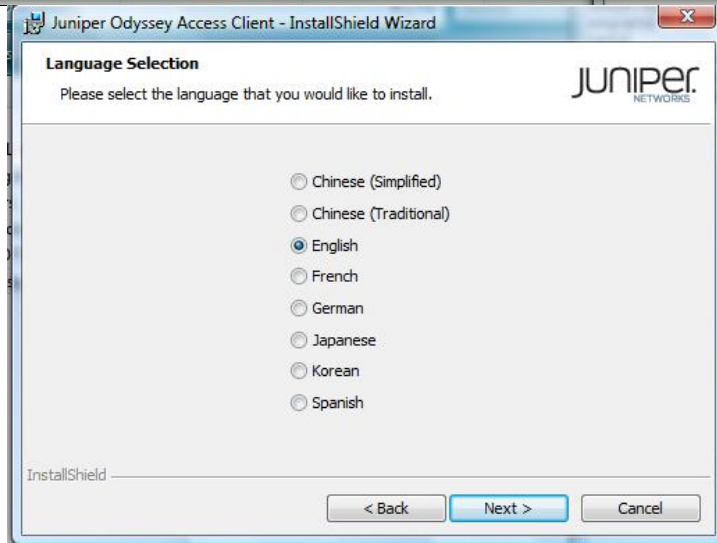 Juniper Odyssey Access Client - InstallShield Wizard
Language Selection
Please select the language that you would like to install.
JUNIPEr.
NETWORKS
Chinese (Simplified)
Chinese (Traditional)
English
French
German
Japanese
Korean
Spanish
InstallShield
< Back Next > Cancel